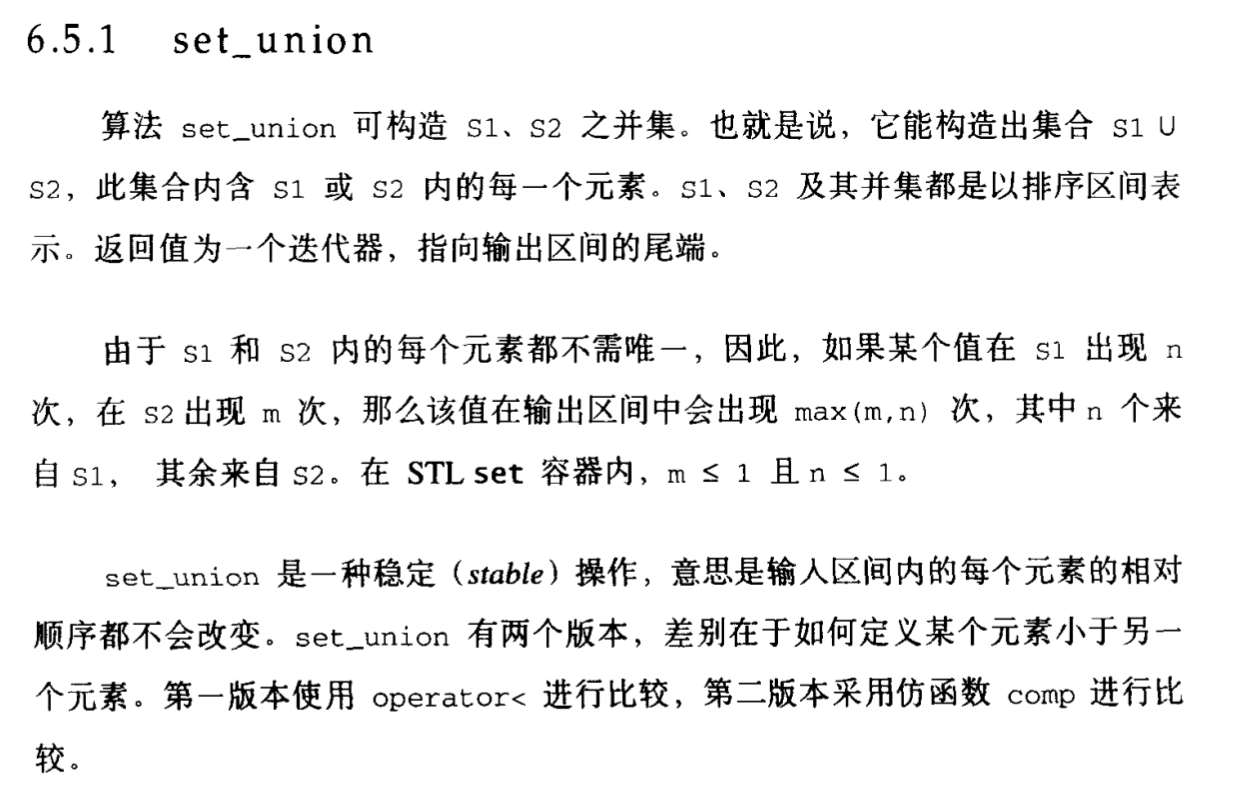 6.5.1 set_union
算法 set_union 可构造 S1、S2 之并集。也就是说，它能构造出集合 S1 ∪
S2，此集合内含 S1 或 S2 内的每一个元素。S1、S2 及其并集都是以排序区间表
示。返回值为一个迭代器，指向输出区间的尾端。
由于 S1 和 S2 内的每个元素都不需唯一，因此，如果某个值在 S1 出现 n
次，在 S2 出现 m 次，那么该值在输出区间中会出现 max(m,n) 次，其中 n 个来
自 S1， 其余来自 S2。在 STL set 容器内，m ≤ 1 且 n ≤ 1。
set_union 是一种稳定（stable）操作，意思是输入区间内的每个元素的相对
顺序都不会改变。set_union 有两个版本，差别在于如何定义某个元素小于另一
个元素。第一版本使用 operator< 进行比较，第二版本采用仿函数 comp 进行比
较。